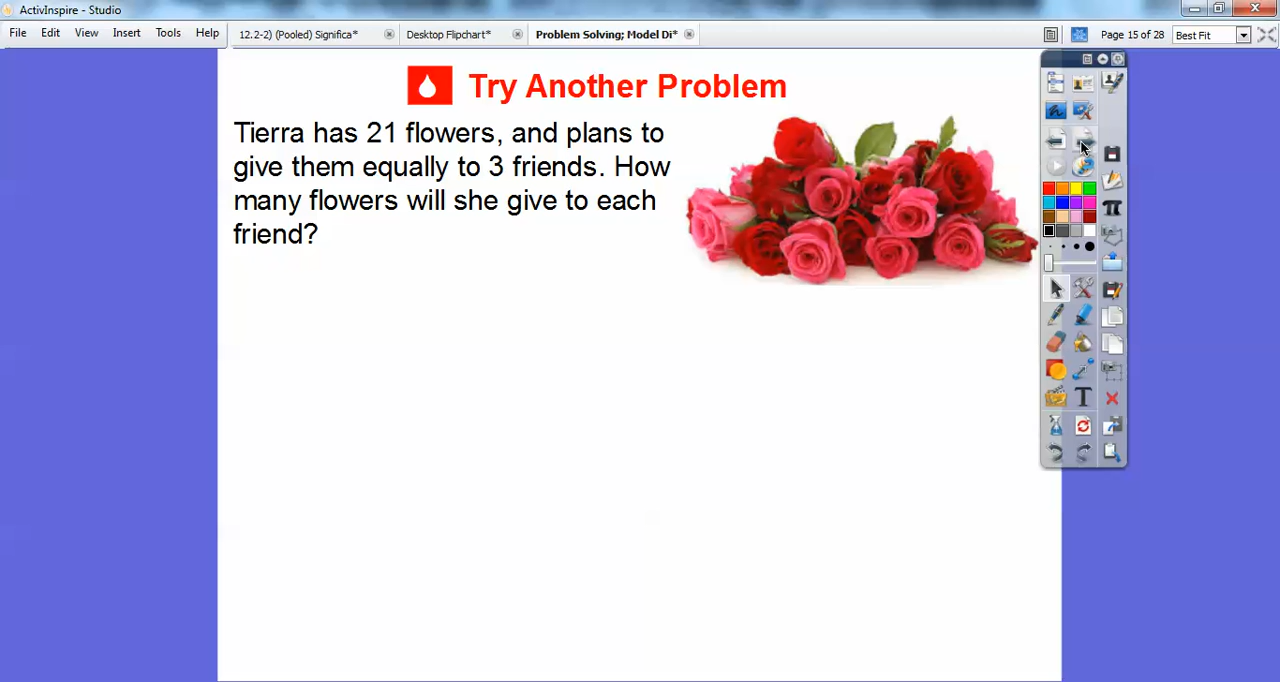 ActivInspire - Studio
File Edit View Insert Tools Help
12.2-2) (Pooled) Significa* Desktop Flipchart* Problem Solving; Model Di* Page 15 of 28 Best Fit
Try Another Problem
Tierra has 21 flowers, and plans to
give them equally to 3 friends. How
many flowers will she give to each
friend?